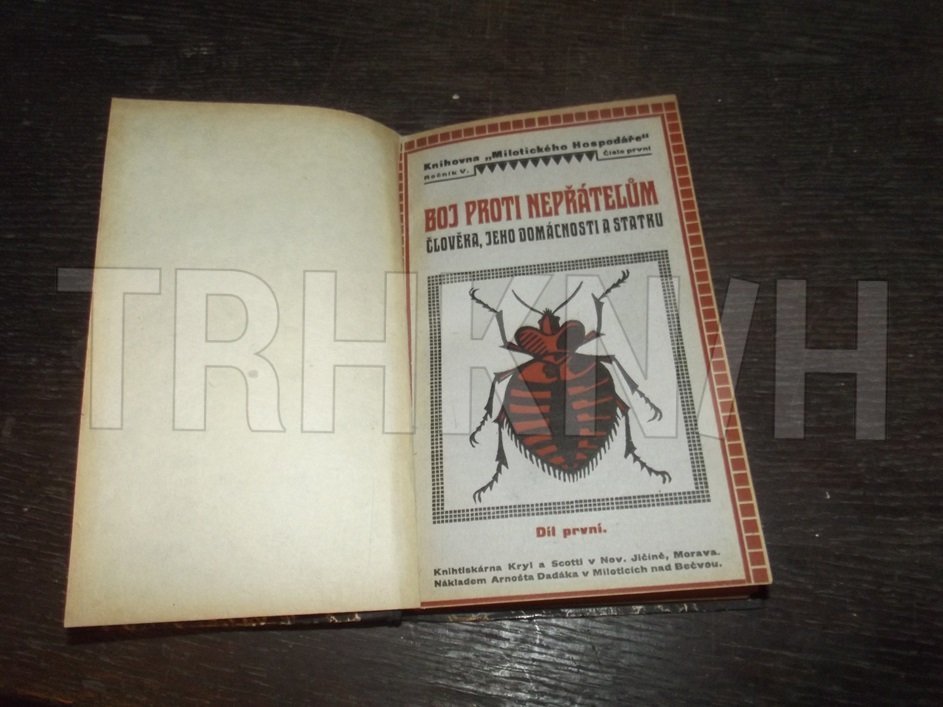 Knihovna „Milotického Hospodáře"
Ročník V.
Číslo první
BOJ PROTI NEPŘÁTELŮM
ČLOVĚKA, JEHO DOMÁCNOSTI A STATKU
TRHKNVH
Díl první.
Knihtiskárna Kryl a Scotti v Nov. Jičíně, Morava.
Nákladem Arnošta Dadáka v Miloticích nad Bečvou.